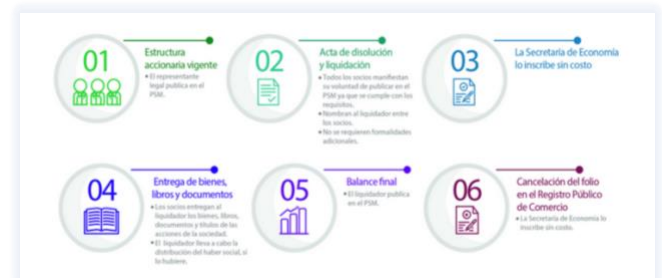 01
Estructura
accionaria vigente
• El representante
legal publica en el
PSM.
02
Acta de disolución
y liquidación
• Todos los socios manifiestan
su voluntad de publicar en el
PSM ya que se cumple con los
requisitos.
• Nombran al liquidador entre
los socios.
• No se requieren formalidades
adicionales.
03
La Secretaría de Economía
lo inscribe sin costo
04
Entrega de bienes,
libros y documentos
• Los socios entregan al
liquidador los bienes, libros,
documentos y títulos de las
acciones de la sociedad.
• El liquidador lleva a cabo la
distribución del haber social, si
lo hubiere.
05
Balance final
• El liquidador publica
en el PSM.
06
Cancelación del folio
en el Registro Público
de Comercio
• La Secretaría de Economía lo
inscribe sin costo.